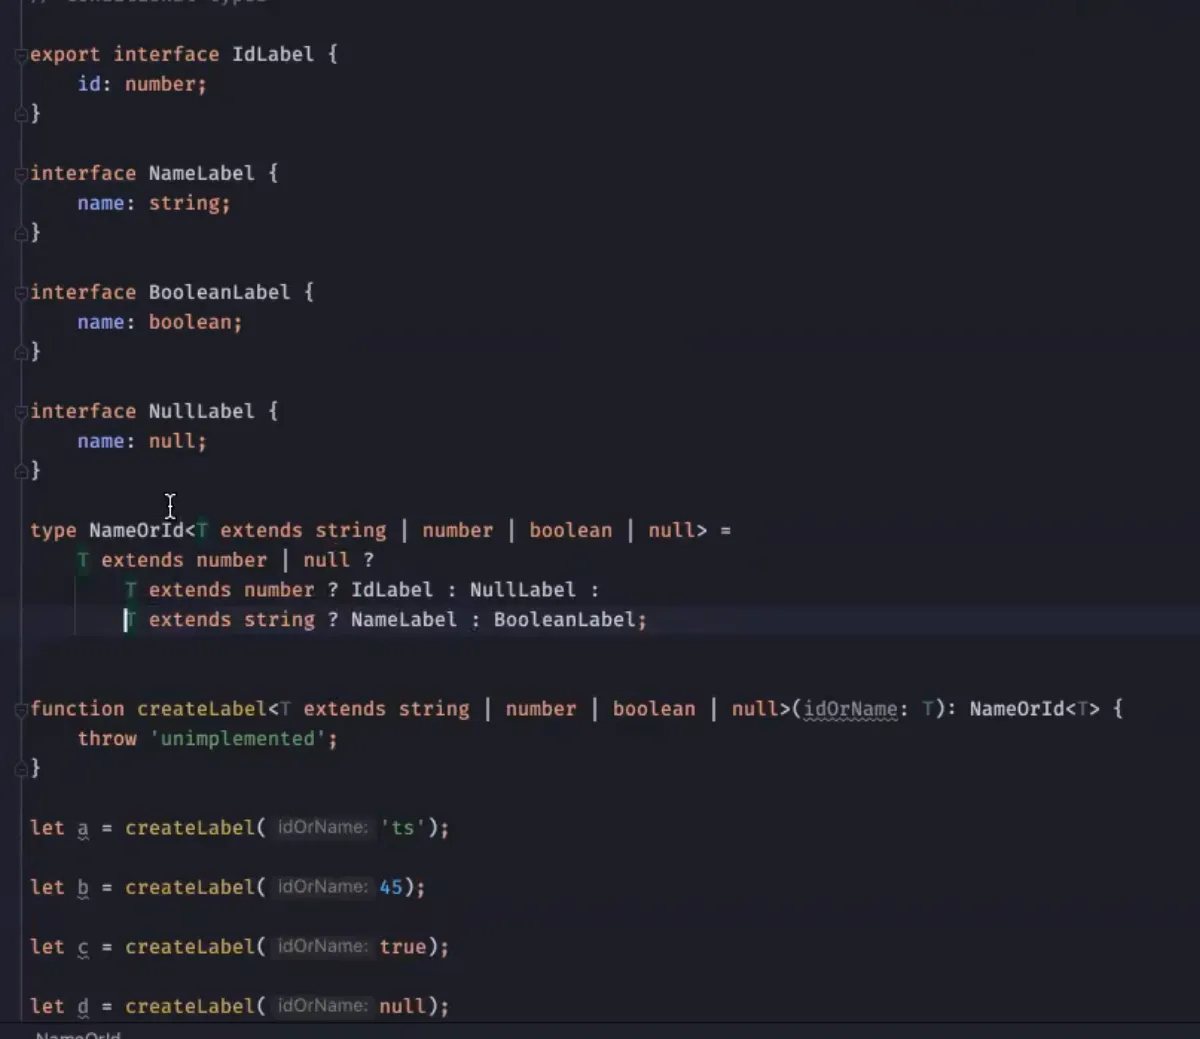 // Conditional types
export interface IdLabel {
id: number;
}
interface NameLabel {
name: string;
}
interface BooleanLabel {
name: boolean;
}
interface NullLabel {
name: null;
}
type NameOrId<T extends string | number | boolean | null> =
T extends number | null ?
T extends number ? IdLabel : NullLabel :
T extends string ? NameLabel : BooleanLabel;
function createLabel<T extends string | number | boolean | null>(idOrName: T): NameOrId<T> {
throw 'unimplemented';
}
let a = createLabel( idOrName: 'ts');
let b = createLabel( idOrName: 45);
let c = createLabel( idOrName: true);
let d = createLabel( idOrName: null);
NameOrId